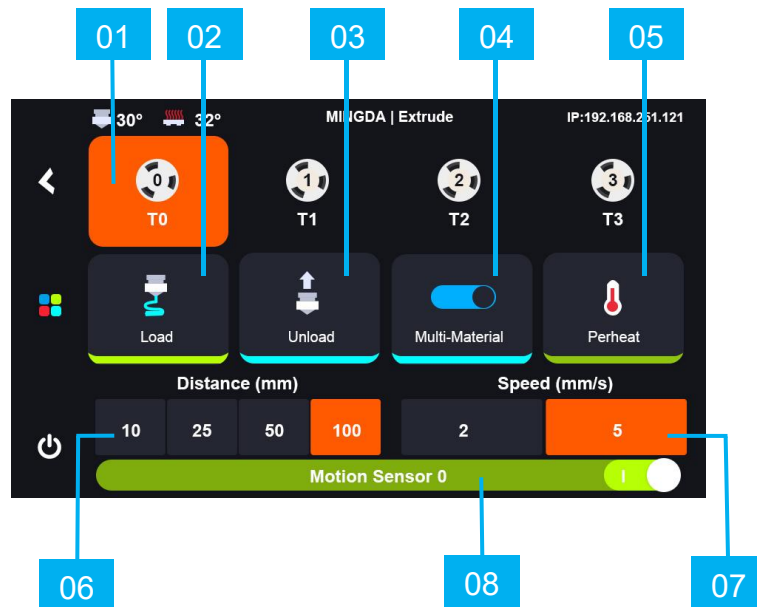 01 02 03 04 05
30° 32° MINGDA | Extrude IP:192.168.251.121
0 1 2 3
T0 T1 T2 T3
Load Unload Multi-Material Perheat
Distance (mm) Speed (mm/s)
10 25 50 100 2 5
Motion Sensor 0 I
06 08 07